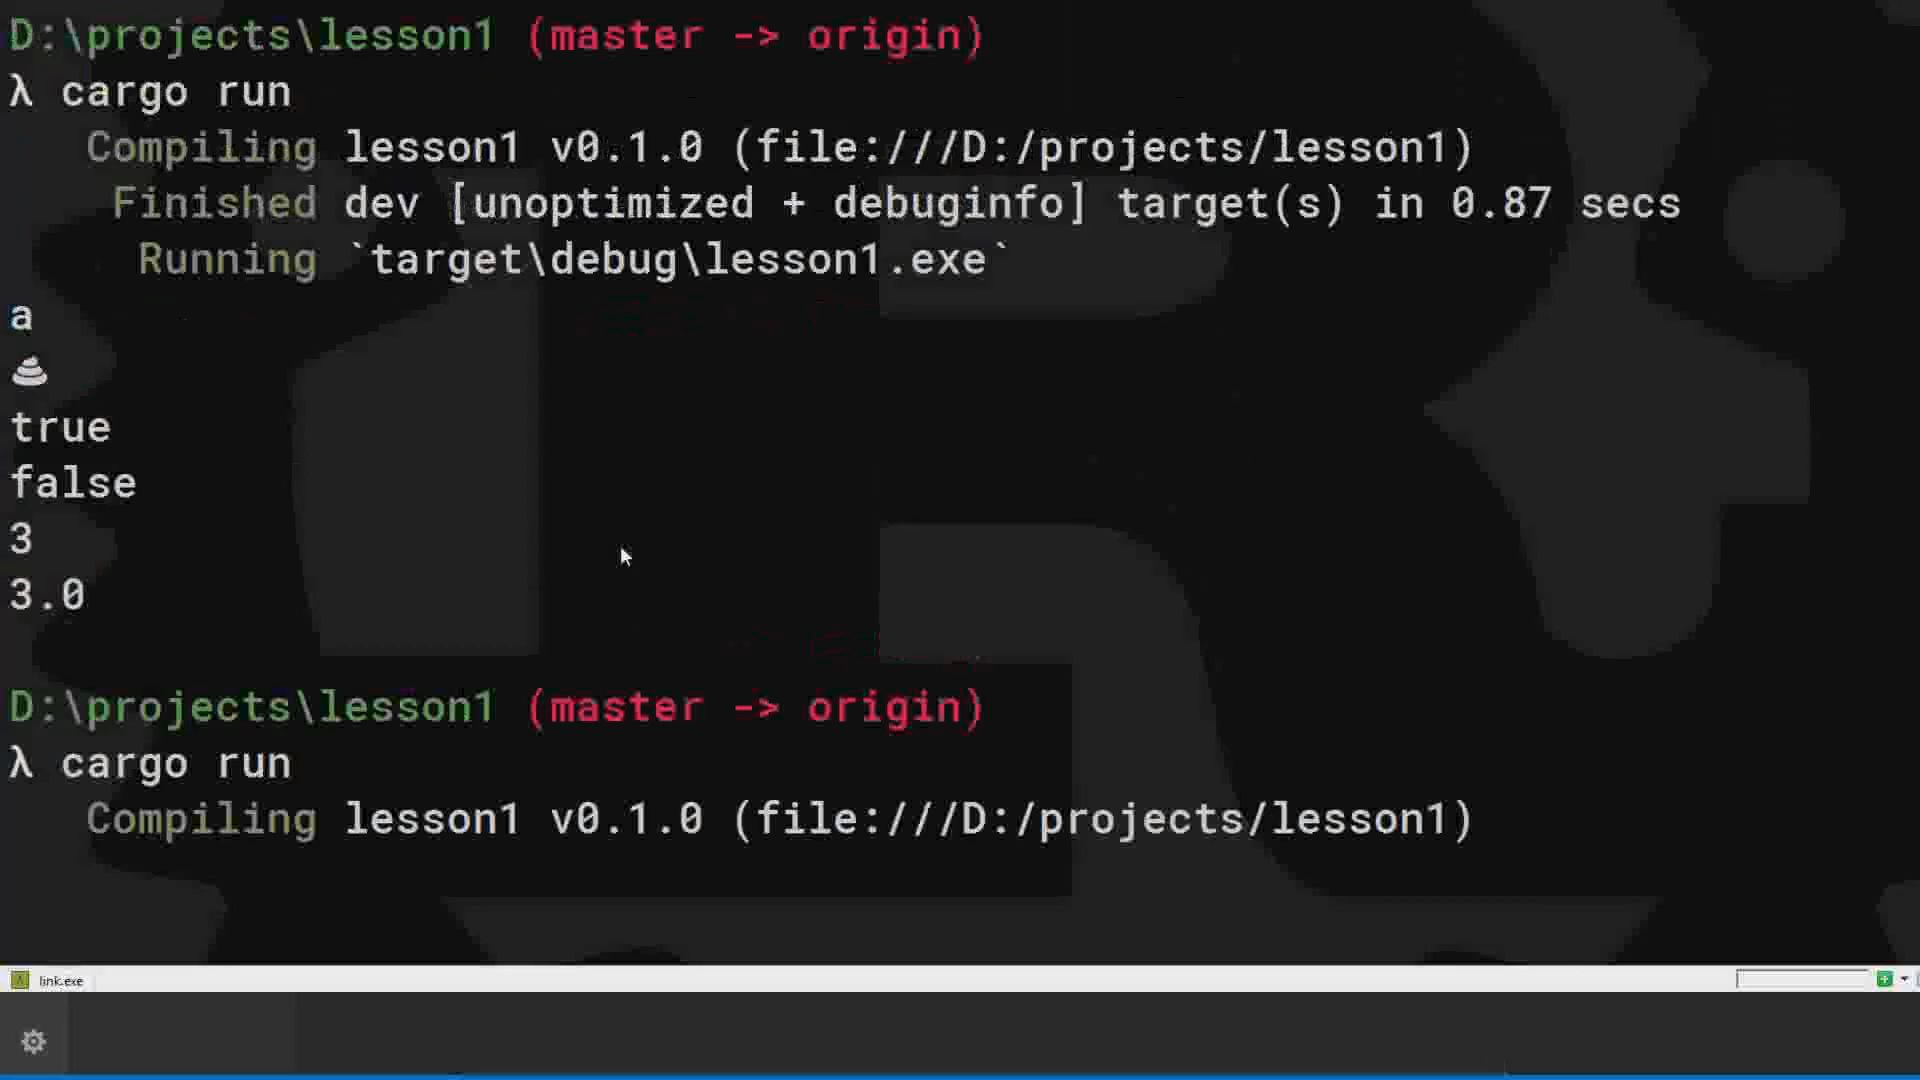 D:\projects\lesson1 (master -> origin)
λ cargo run
Compiling lesson1 v0.1.0 (file:///D:/projects/lesson1)
Finished dev [unoptimized + debuginfo] target(s) in 0.87 secs
Running `target\debug\lesson1.exe`
a
💩
true
false
3
3.0
D:\projects\lesson1 (master -> origin)
λ cargo run
Compiling lesson1 v0.1.0 (file:///D:/projects/lesson1)
link.exe